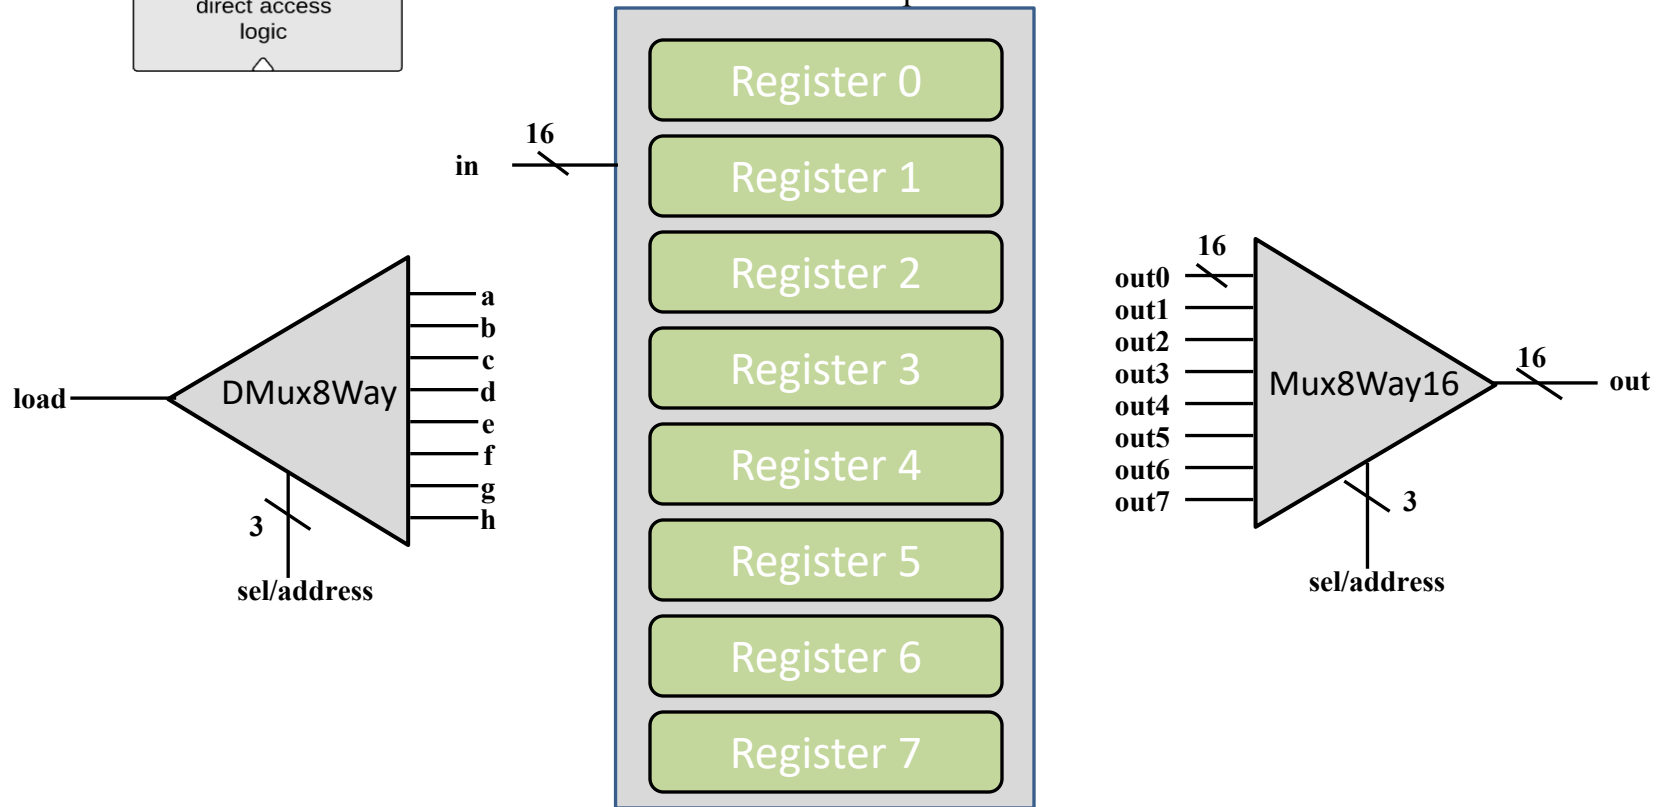 direct access
logic
Register 0
16
in
Register 1
Register 2
Register 3
Register 4
Register 5
Register 6
Register 7
load
DMux8Way
a
b
c
d
e
f
g
h
3
sel/address
16
out0
out1
out2
out3
out4
out5
out6
out7
Mux8Way16
16
out
3
sel/address